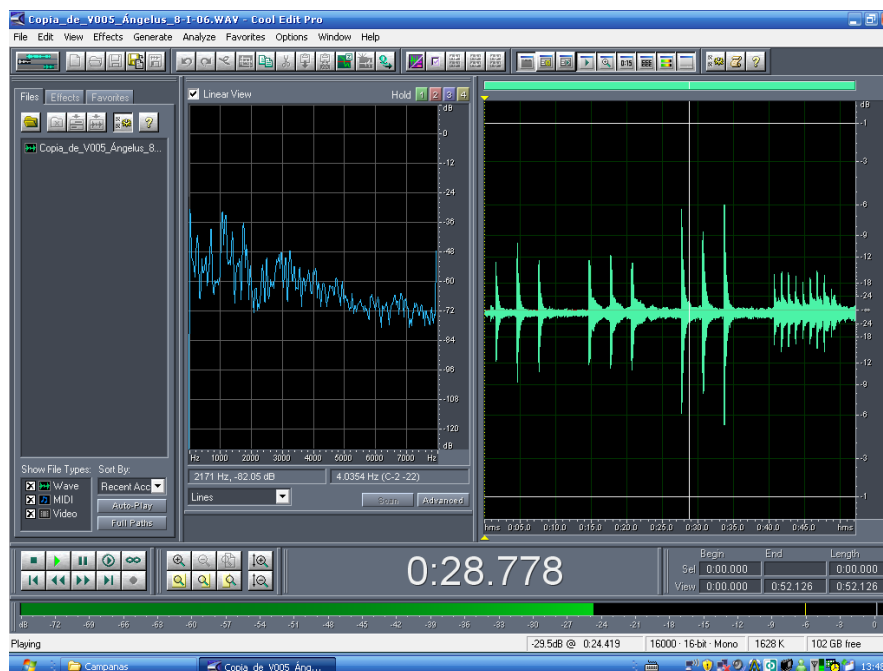 Copia_de_V005_Ángelus_8-I-06.WAV - Cool Edit Pro
File Edit View Effects Generate Analyze Favorites Options Window Help
Files Effects Favorites
Copia_de_V005_Ángelus_8...
Show File Types: Sort By:
Wave Recent Acc
MIDI Auto-Play
Video Full Paths
Linear View Hold 1 2 3 4
dB
-0
-12
-24
-36
-48
-60
-72
-84
-96
-108
-120
dB
Hz 1000 2000 3000 4000 5000 6000 7000 Hz
2171 Hz, -82.05 dB 4.0354 Hz (C-2 -22)
Lines Scan Advanced
dB
-1
-3
-6
-9
-12
-18
-24
-24
-18
-12
-9
-6
-3
-1
hms 0:05.0 0:10.0 0:15.0 0:20.0 0:25.0 0:30.0 0:35.0 0:40.0 0:45.0 hms
0:28.778
Begin End Length
Sel 0:00.000 0:00.000
View 0:00.000 0:52.126 0:52.126
dB -72 -69 -66 -63 -60 -57 -54 -51 -48 -45 -42 -39 -36 -33 -30 -27 -24 -21 -18 -15 -12 -9 -6 -3 0
Playing -29.5dB @ 0:24.419 16000 · 16-bit · Mono 1628 K 102 GB free
Campanas Copia_de_V005_Áng... 13:48